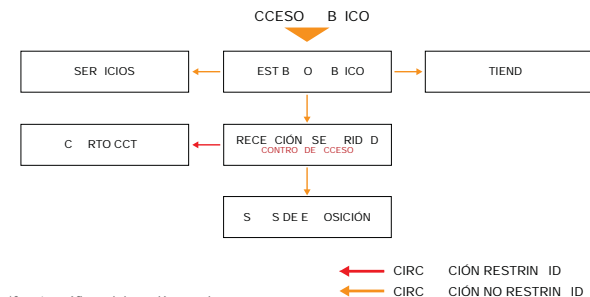 CCESO B ICO
SER ICIOS
EST B O B ICO
TIEND
C RTO CCT
RECE CIÓN SE RID D
CONTRO DE CCESO
S S DE E OSICIÓN
CIRC CIÓN RESTRIN ID
CIRC CIÓN NO RESTRIN ID